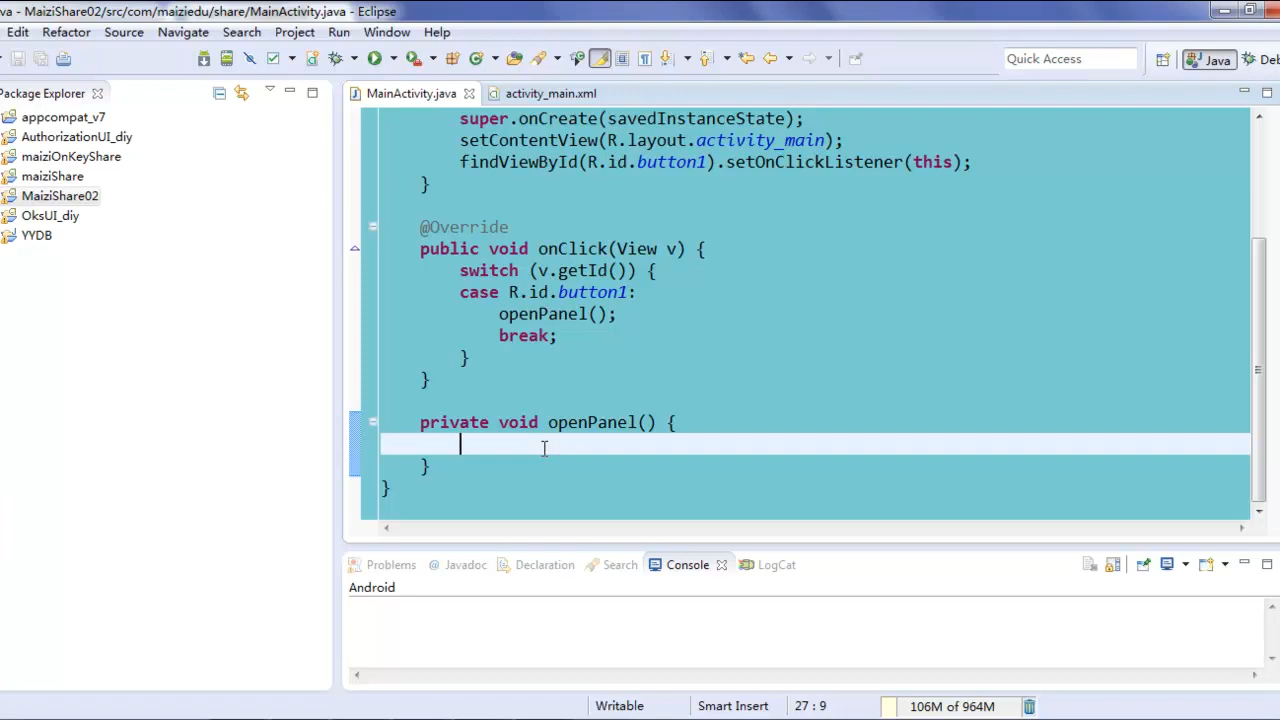 va - MaiziShare02/src/com/maiziedu/share/MainActivity.java - Eclipse
Edit Refactor Source Navigate Search Project Run Window Help
Quick Access
Java
Deb
Package Explorer
MainActivity.java
activity_main.xml
appcompat_v7
AuthorizationUI_diy
maiziOnKeyShare
maiziShare
MaiziShare02
OksUI_diy
YYDB
super.onCreate(savedInstanceState);
setContentView(R.layout.activity_main);
findViewById(R.id.button1).setOnClickListener(this);
}
@Override
public void onClick(View v) {
switch (v.getId()) {
case R.id.button1:
openPanel();
break;
}
}
private void openPanel() {
}
}
Problems @ Javadoc Declaration Search Console LogCat
Android
Writable Smart Insert 27 : 9 106M of 964M